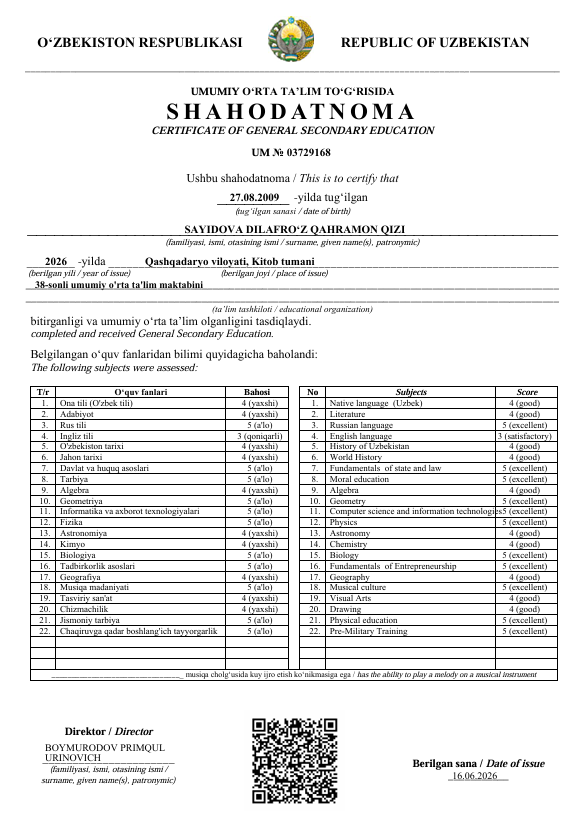 O‘ZBEKISTON RESPUBLIKASI REPUBLIC OF UZBEKISTAN
UMUMIY O‘RTA TA’LIM TO‘G‘RISIDA
SHAHODATNOMA
CERTIFICATE OF GENERAL SECONDARY EDUCATION
UM № 03729168
Ushbu shahodatnoma / This is to certify that
27.08.2009 -yilda tug‘ilgan
(tug‘ilgan sanasi / date of birth)
SAYIDOVA DILAFRO‘Z QAHRAMON QIZI
(familiyasi, ismi, otasining ismi / surname, given name(s), patronymic)
2026 -yilda Qashqadaryo viloyati, Kitob tumani
(berilgan yili / year of issue) (berilgan joyi / place of issue)
38-sonli umumiy o'rta ta'lim maktabini
(ta’lim tashkiloti / educational organization)
bitirganligi va umumiy o‘rta ta’lim olganligini tasdiqlaydi.
completed and received General Secondary Education.
Belgilangan o‘quv fanlaridan bilimi quyidagicha baholandi:
The following subjects were assessed:
T/r O‘quv fanlari Bahosi No Subjects Score
1. Ona tili (O'zbek tili) 4 (yaxshi) 1. Native language (Uzbek) 4 (good)
2. Adabiyot 4 (yaxshi) 2. Literature 4 (good)
3. Rus tili 5 (a'lo) 3. Russian language 5 (excellent)
4. Ingliz tili 3 (qoniqarli) 4. English language 3 (satisfactory)
5. O'zbekiston tarixi 4 (yaxshi) 5. History of Uzbekistan 4 (good)
6. Jahon tarixi 4 (yaxshi) 6. World History 4 (good)
7. Davlat va huquq asoslari 5 (a'lo) 7. Fundamentals of state and law 5 (excellent)
8. Tarbiya 5 (a'lo) 8. Moral education 5 (excellent)
9. Algebra 4 (yaxshi) 9. Algebra 4 (good)
10. Geometriya 5 (a'lo) 10. Geometry 5 (excellent)
11. Informatika va axborot texnologiyalari 5 (a'lo) 11. Computer science and information technologies 5 (excellent)
12. Fizika 5 (a'lo) 12. Physics 5 (excellent)
13. Astronomiya 4 (yaxshi) 13. Astronomy 4 (good)
14. Kimyo 4 (yaxshi) 14. Chemistry 4 (good)
15. Biologiya 5 (a'lo) 15. Biology 5 (excellent)
16. Tadbirkorlik asoslari 5 (a'lo) 16. Fundamentals of Entrepreneurship 5 (excellent)
17. Geografiya 4 (yaxshi) 17. Geography 4 (good)
18. Musiqa madaniyati 5 (a'lo) 18. Musical culture 5 (excellent)
19. Tasviriy san'at 4 (yaxshi) 19. Visual Arts 4 (good)
20. Chizmachilik 4 (yaxshi) 20. Drawing 4 (good)
21. Jismoniy tarbiya 5 (a'lo) 21. Physical education 5 (excellent)
22. Chaqiruvga qadar boshlang'ich tayyorgarlik 5 (a'lo) 22. Pre-Military Training 5 (excellent)
musiqa cholg‘usida kuy ijro etish ko‘nikmasiga ega / has the ability to play a melody on a musical instrument
Direktor / Director
BOYMURODOV PRIMQUL
URINOVICH
(familiyasi, ismi, otasining ismi /
surname, given name(s), patronymic)
Berilgan sana / Date of issue
16.06.2026